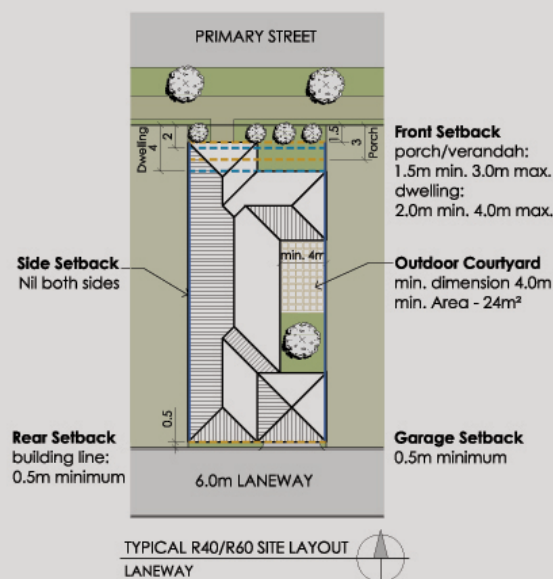 PRIMARY STREET
Dwelling
4
2
1.5
3
Porch
Front Setback
porch/verandah:
1.5m min. 3.0m max.
dwelling:
2.0m min. 4.0m max.
min. 4m
Side Setback
Nil both sides
Outdoor Courtyard
min. dimension 4.0m
min. Area - 24m²
0.5
Rear Setback
building line:
0.5m minimum
Garage Setback
0.5m minimum
6.0m LANEWAY
TYPICAL R40/R60 SITE LAYOUT
LANEWAY